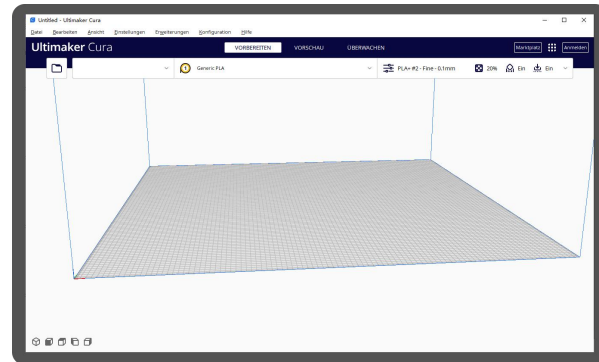 Untitled - Ultimaker Cura
Datei Bearbeiten Ansicht Einstellungen Erweiterungen Konfiguration Hilfe
Ultimaker Cura VORBEREITEN VORSCHAU ÜBERWACHEN Marktplatz Anmelden
1 Generic PLA PLA+ #2 - Fine - 0.1mm 20% Ein Ein